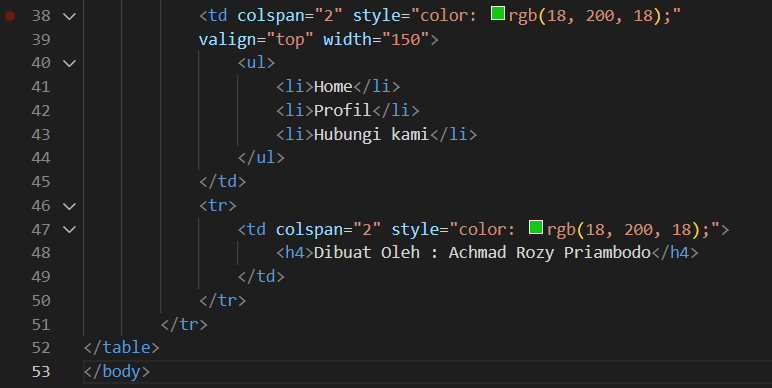 38 <td colspan="2" style="color: rgb(18, 200, 18);"
39 valign="top" width="150">
40 <ul>
41 <li>Home</li>
42 <li>Profil</li>
43 <li>Hubungi kami</li>
44 </ul>
45 </td>
46 <tr>
47 <td colspan="2" style="color: rgb(18, 200, 18);">
48 <h4>Dibuat Oleh : Achmad Rozy Priambodo</h4>
49 </td>
50 </tr>
51 </tr>
52 </table>
53 </body>